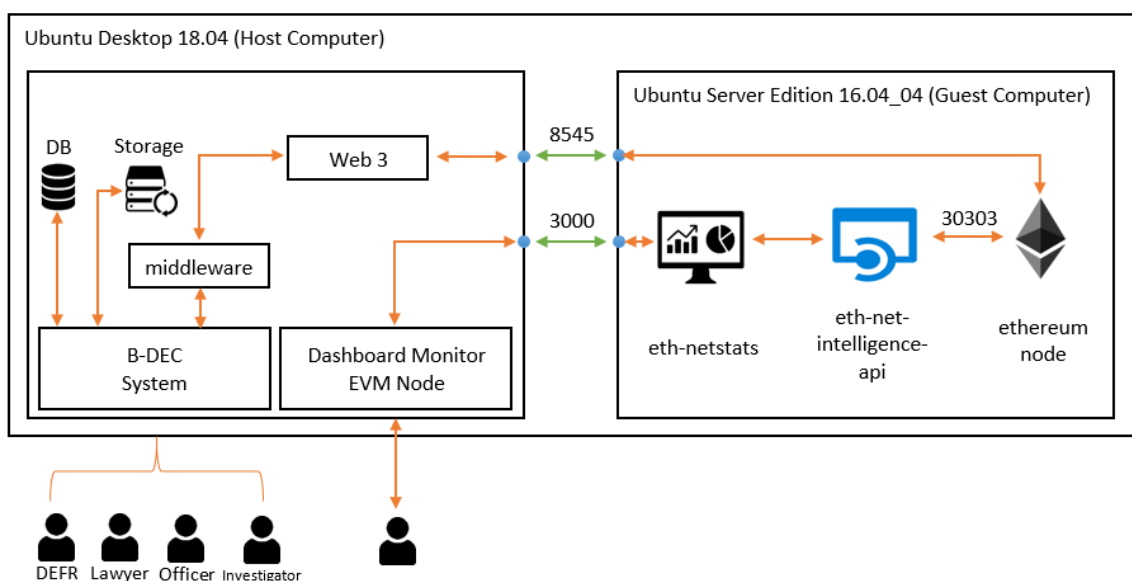 Ubuntu Desktop 18.04 (Host Computer)
Ubuntu Server Edition 16.04_04 (Guest Computer)
DB
Storage
Web 3
8545
3000
30303
middleware
B-DEC
System
Dashboard Monitor
EVM Node
eth-netstats
eth-net-
intelligence-
api
ethereum
node
DEFR
Lawyer
Officer
Investigator